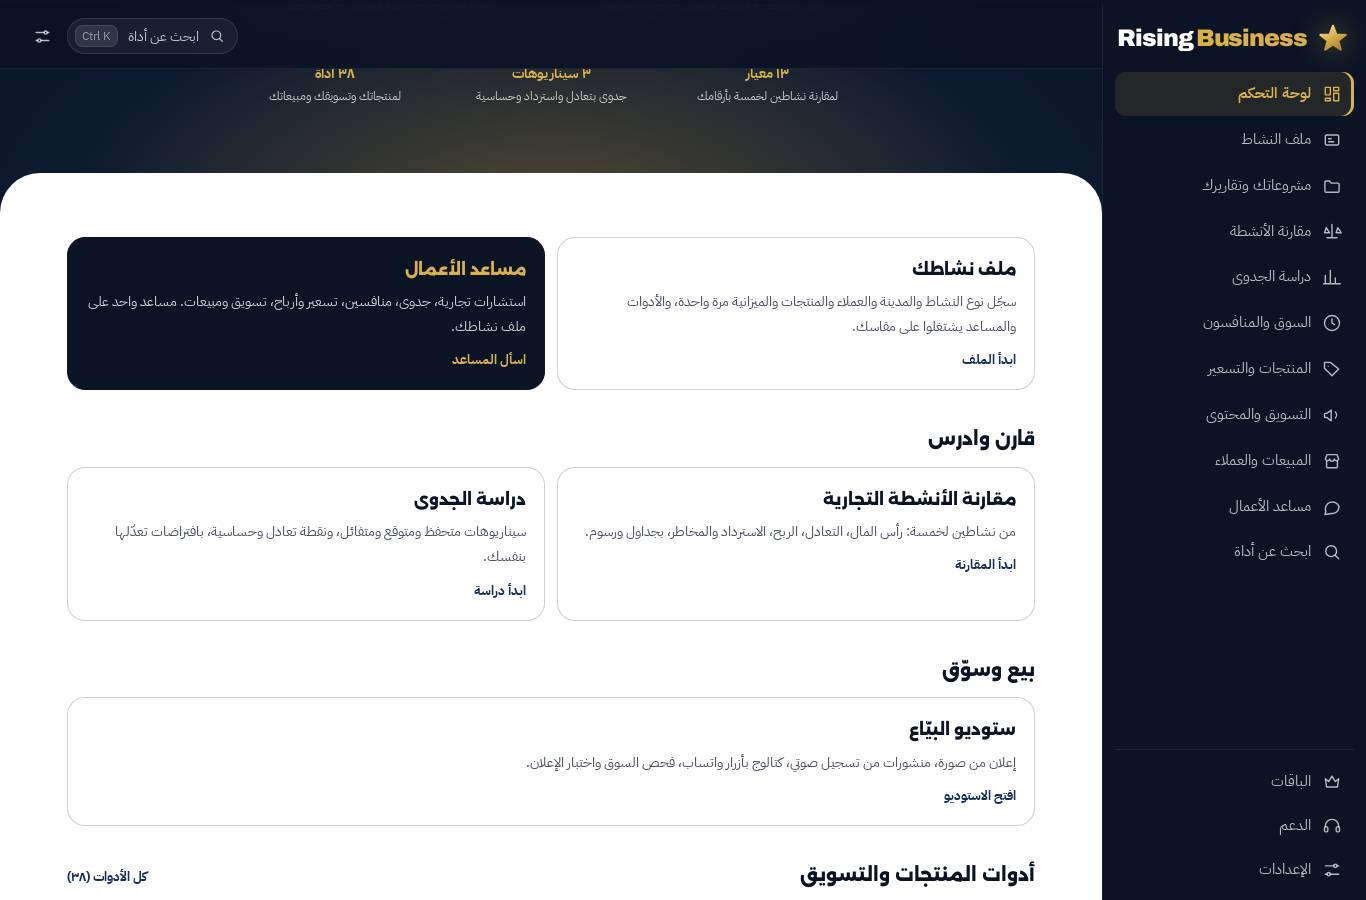 Rising Business
لوحة التحكم
ملف النشاط
مشروعاتك وتقاريرك
مقارنة الأنشطة
دراسة الجدوى
السوق والمنافسون
المنتجات والتسعير
التسويق والمحتوى
المبيعات والعملاء
مساعد الأعمال
ابحث عن أداة
الباقات
الدعم
الإعدادات
ابحث عن أداة Ctrl K
١٣ معيار
لمقارنة نشاطين لخمسة بأرقامك
٣ سيناريوهات
جدوى بتعادل واسترداد وحساسية
٣٨ أداة
لمنتجاتك وتسويقك ومبيعاتك
ملف نشاطك
سجّل نوع النشاط والمدينة والعملاء والمنتجات والميزانية مرة واحدة، والأدوات
والمساعد يشتغلوا على مقاسك.
ابدأ الملف
مساعد الأعمال
استشارات تجارية، جدوى، منافسين، تسعير وأرباح، تسويق ومبيعات. مساعد واحد على
ملف نشاطك.
اسأل المساعد
قارن وادرس
مقارنة الأنشطة التجارية
من نشاطين لخمسة: رأس المال، التعادل، الربح، الاسترداد والمخاطر، بجداول ورسوم.
ابدأ المقارنة
دراسة الجدوى
سيناريوهات متحفظ ومتوقع ومتفائل، ونقطة تعادل وحساسية، بافتراضات تعدّلها
بنفسك.
ابدأ دراسة
بيع وسوّق
ستوديو البيّاع
إعلان من صورة، منشورات من تسجيل صوتي، كتالوج بأزرار واتساب، فحص السوق واختبار الإعلان.
افتح الاستوديو
أدوات المنتجات والتسويق
كل الأدوات (٣٨)